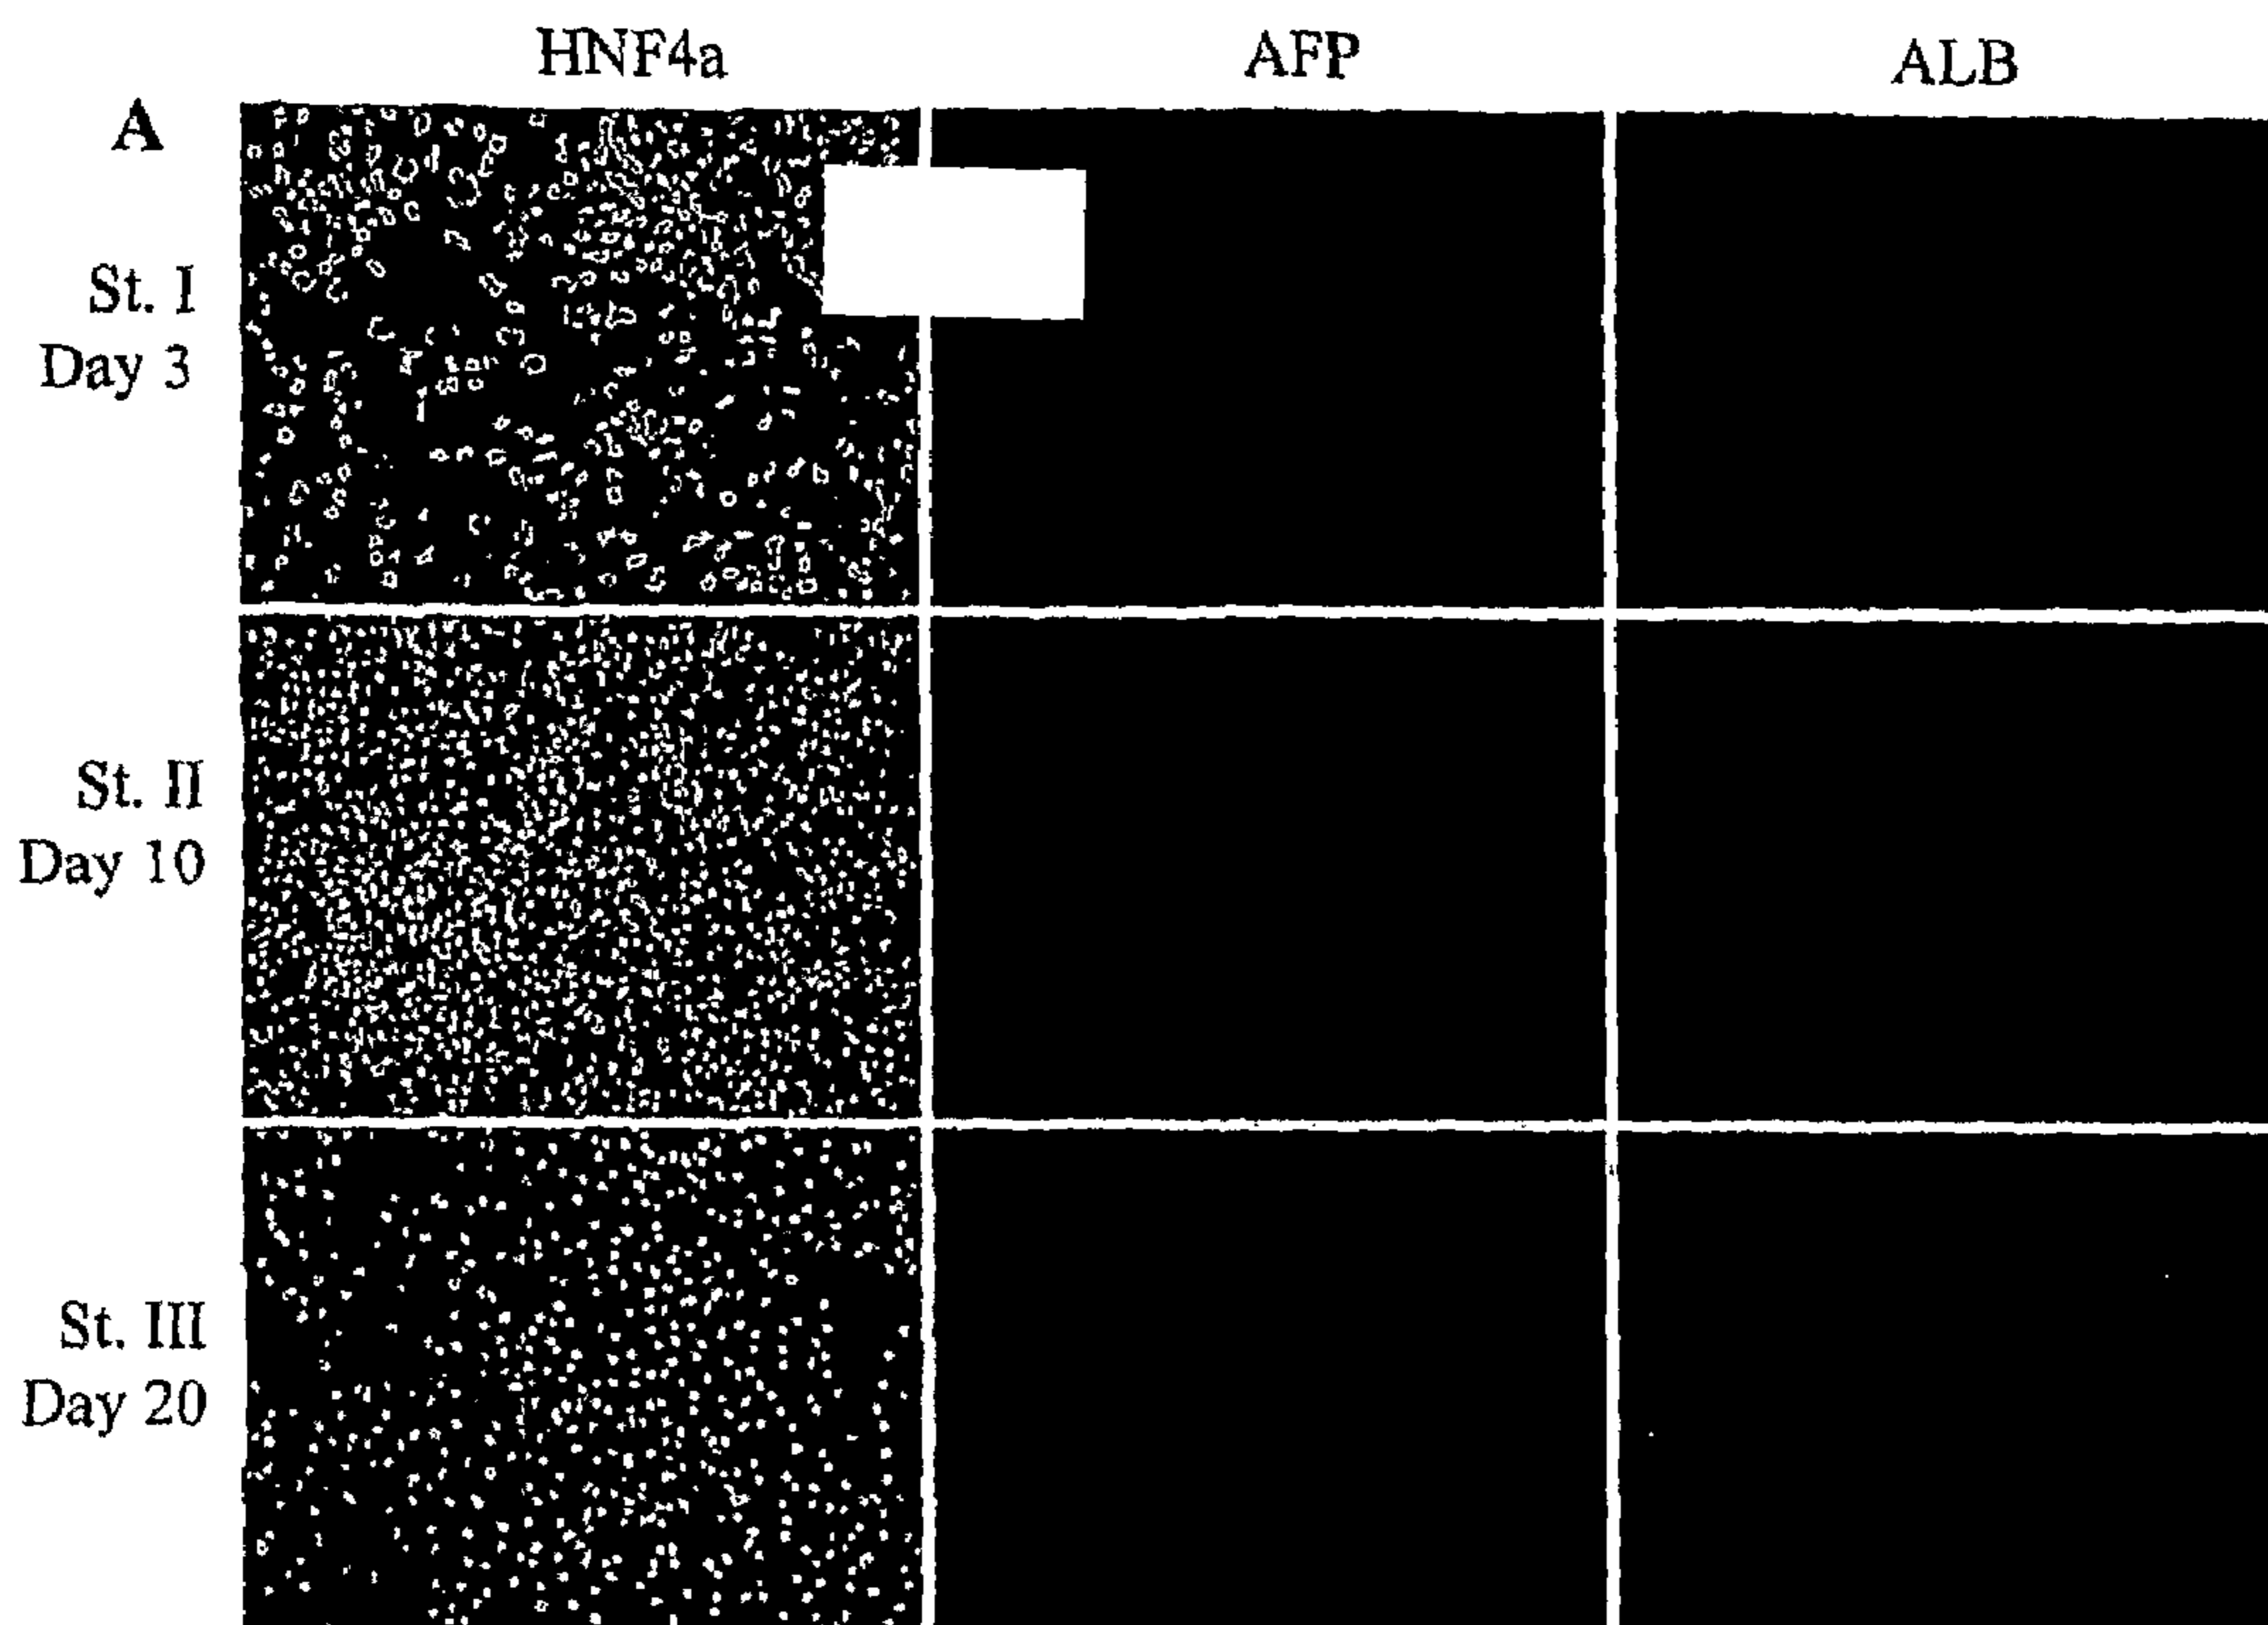 HNF4a AFP ALB
A
St. I
Day 3
St. II
Day 10
St. III
Day 20